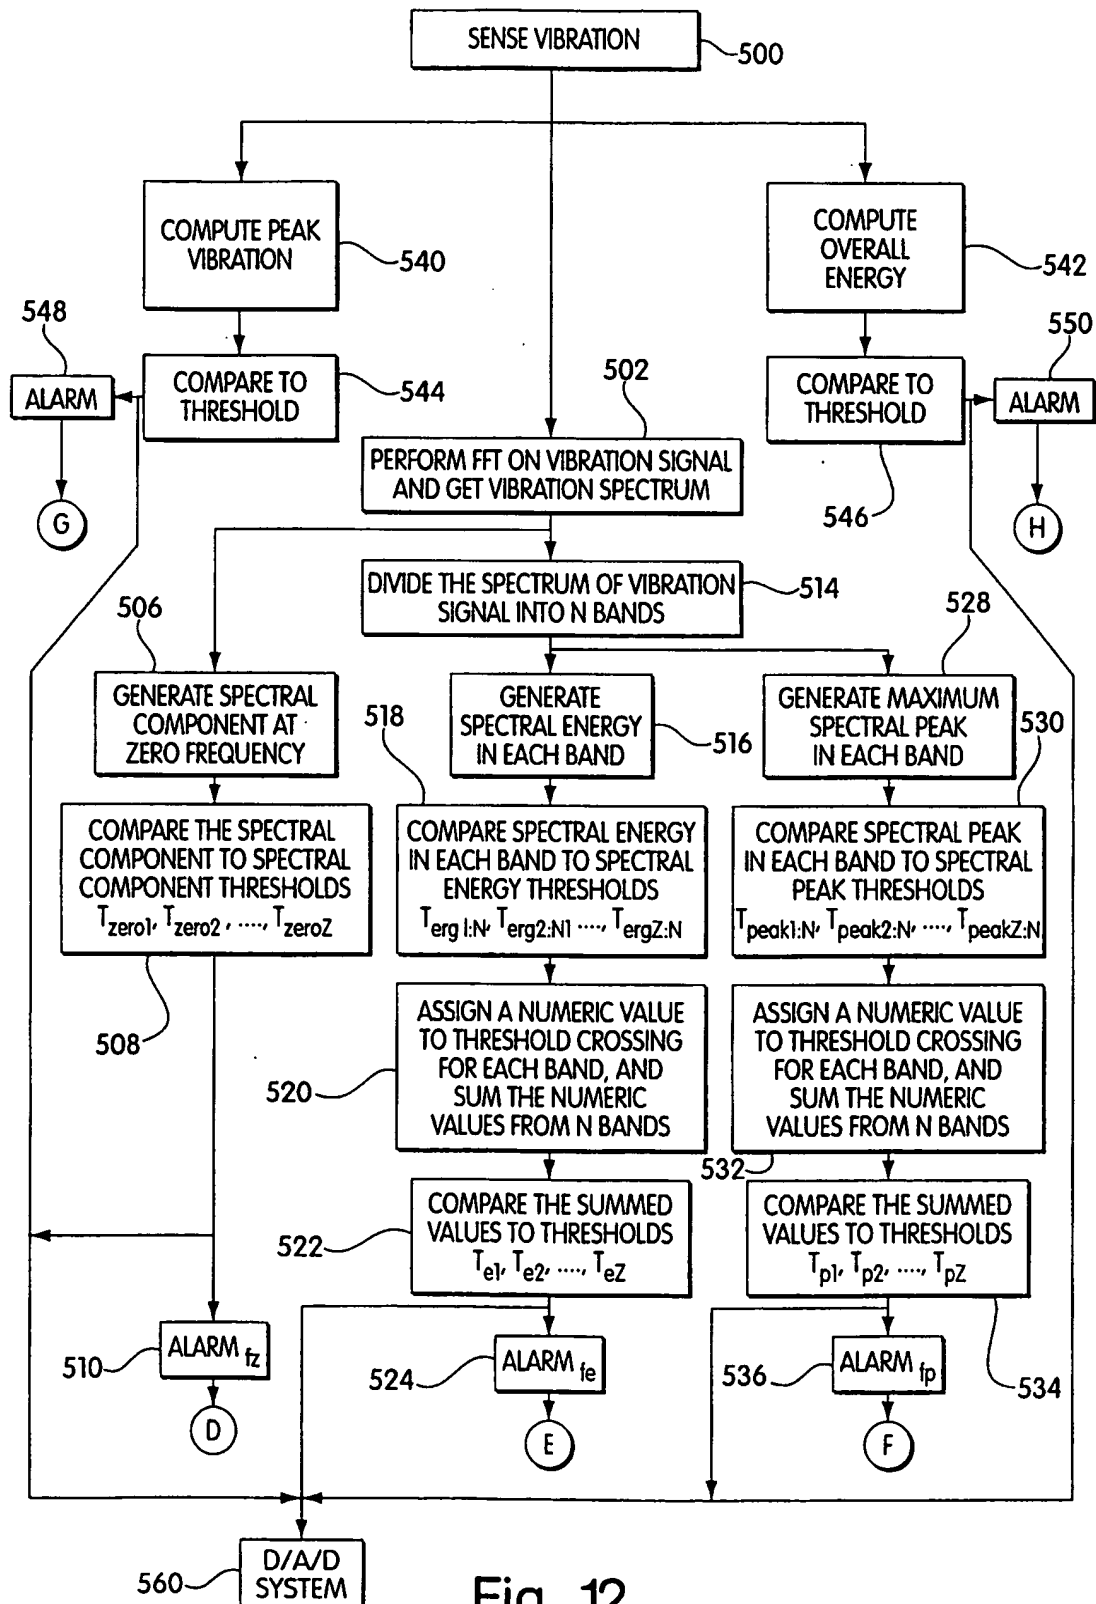 SENSE VIBRATION
500
COMPUTE PEAK
VIBRATION
540
COMPUTE
OVERALL
ENERGY
542
548
ALARM
COMPARE TO
THRESHOLD
544
G
502
PERFORM FFT ON VIBRATION SIGNAL
AND GET VIBRATION SPECTRUM
COMPARE TO
THRESHOLD
546
550
ALARM
H
DIVIDE THE SPECTRUM OF VIBRATION
SIGNAL INTO N BANDS
514
506
GENERATE SPECTRAL
COMPONENT AT
ZERO FREQUENCY
GENERATE
SPECTRAL ENERGY
IN EACH BAND
516
528
GENERATE MAXIMUM
SPECTRAL PEAK
IN EACH BAND
COMPARE THE SPECTRAL
COMPONENT TO SPECTRAL
COMPONENT THRESHOLDS
Tzero1, Tzero2 , ...., TzeroZ
508
518
COMPARE SPECTRAL ENERGY
IN EACH BAND TO SPECTRAL
ENERGY THRESHOLDS
Terg 1:N, Terg2:N1 ...., TergZ:N
530
COMPARE SPECTRAL PEAK
IN EACH BAND TO SPECTRAL
PEAK THRESHOLDS
Tpeak1:N, Tpeak2:N, ...., TpeakZ:N
520
ASSIGN A NUMERIC VALUE
TO THRESHOLD CROSSING
FOR EACH BAND, AND
SUM THE NUMERIC
VALUES FROM N BANDS
ASSIGN A NUMERIC VALUE
TO THRESHOLD CROSSING
FOR EACH BAND, AND
SUM THE NUMERIC
VALUES FROM N BANDS
532
522
COMPARE THE SUMMED
VALUES TO THRESHOLDS
Te1, Te2, ...., TeZ
COMPARE THE SUMMED
VALUES TO THRESHOLDS
Tp1, Tp2, ...., TpZ
534
510
ALARM fz
D
524
ALARM fe
E
536
ALARM fp
F
560
D/A/D
SYSTEM
Fig. 12